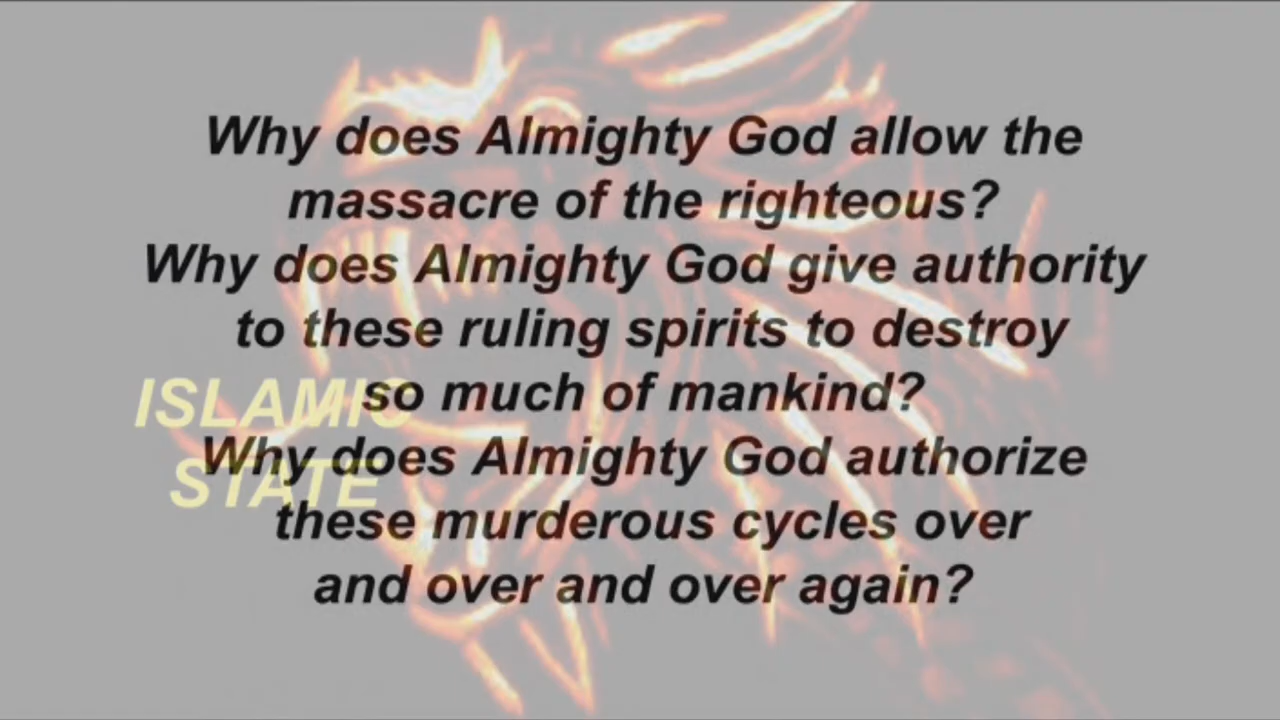 Why does Almighty God allow the
massacre of the righteous?
Why does Almighty God give authority
to these ruling spirits to destroy
so much of mankind?
ISLAMIC
Why does Almighty God authorize
STATE
these murderous cycles over
and over and over again?